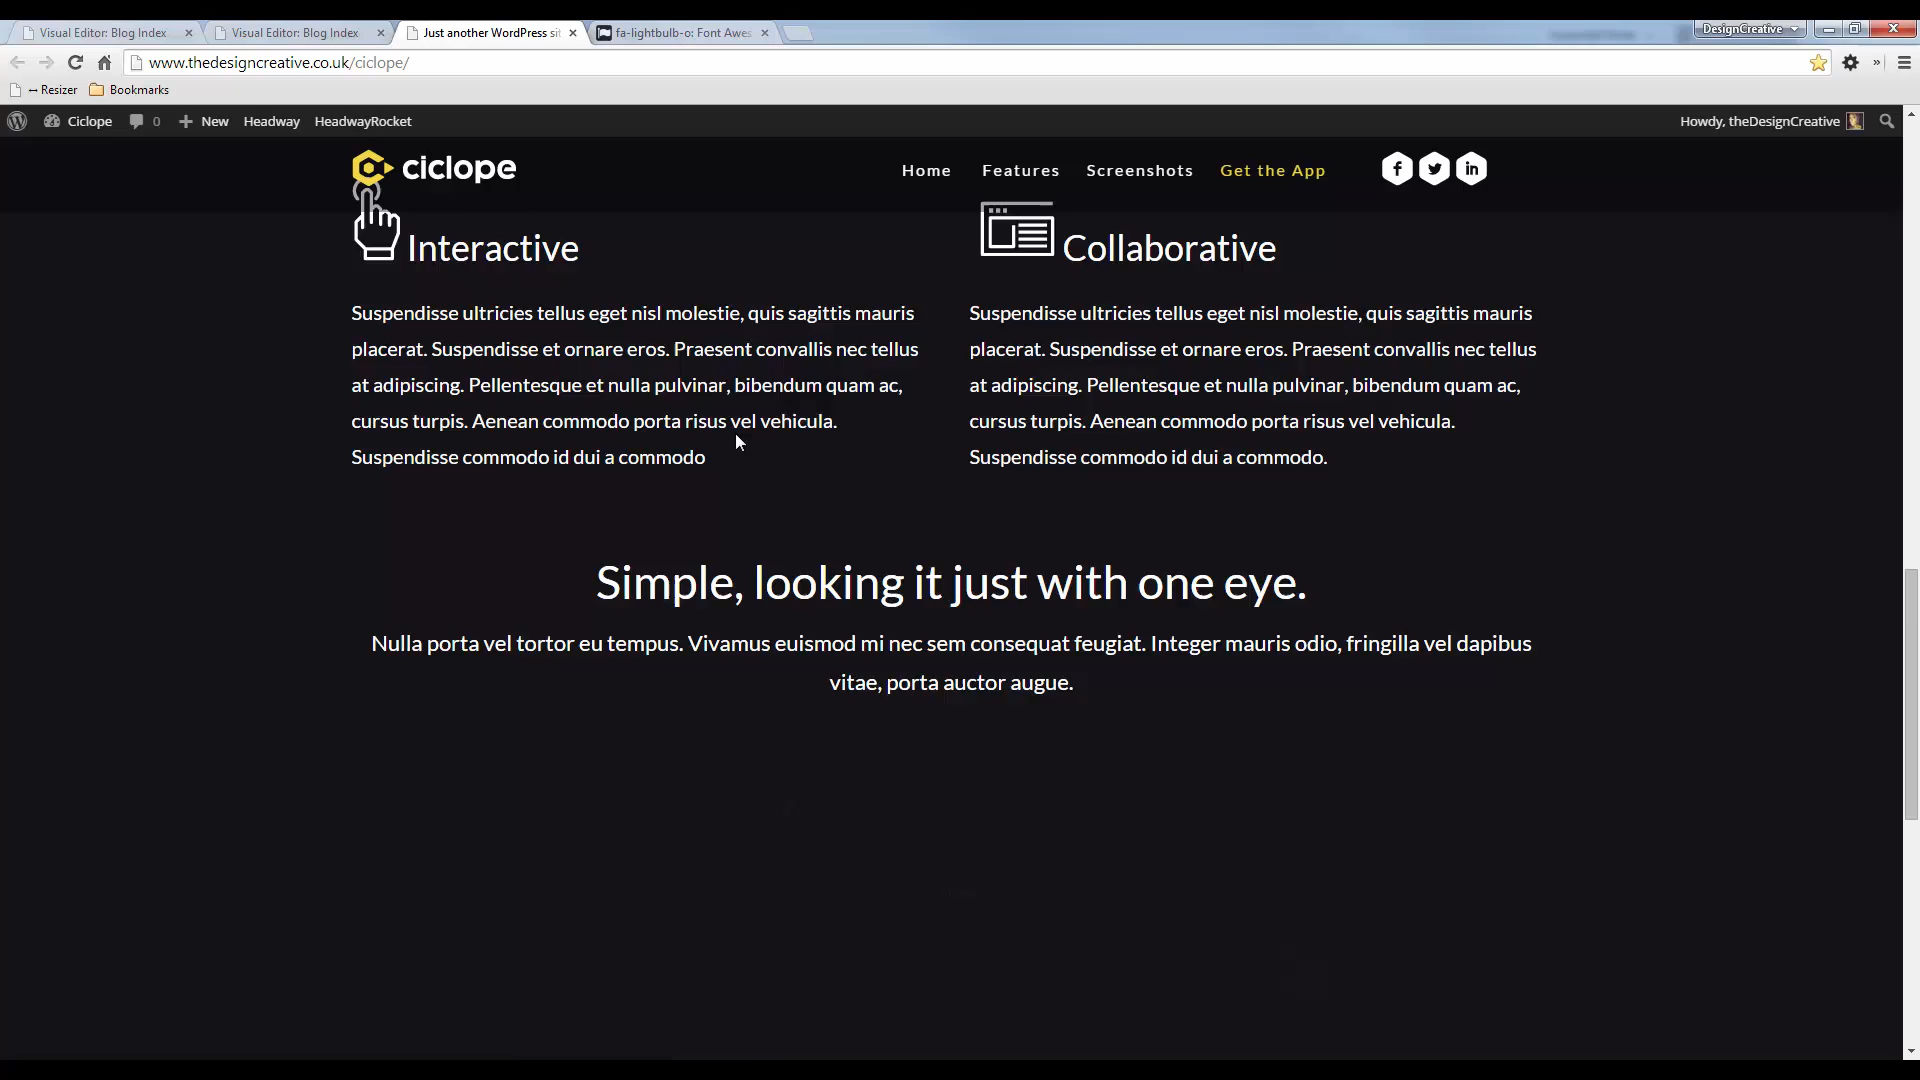 Visual Editor: Blog Index
Visual Editor: Blog Index
Just another WordPress si
fa-lightbulb-o: Font Awes
DesignCreative
www.thedesigncreative.co.uk/ciclope/
Resizer
Bookmarks
Ciclope
0
New
Headway
HeadwayRocket
Howdy, theDesignCreative
ciclope
Home
Features
Screenshots
Get the App
Interactive
Suspendisse ultricies tellus eget nisl molestie, quis sagittis mauris
placerat. Suspendisse et ornare eros. Praesent convallis nec tellus
at adipiscing. Pellentesque et nulla pulvinar, bibendum quam ac,
cursus turpis. Aenean commodo porta risus vel vehicula.
Suspendisse commodo id dui a commodo
Collaborative
Suspendisse ultricies tellus eget nisl molestie, quis sagittis mauris
placerat. Suspendisse et ornare eros. Praesent convallis nec tellus
at adipiscing. Pellentesque et nulla pulvinar, bibendum quam ac,
cursus turpis. Aenean commodo porta risus vel vehicula.
Suspendisse commodo id dui a commodo.
Simple, looking it just with one eye.
Nulla porta vel tortor eu tempus. Vivamus euismod mi nec sem consequat feugiat. Integer mauris odio, fringilla vel dapibus
vitae, porta auctor augue.